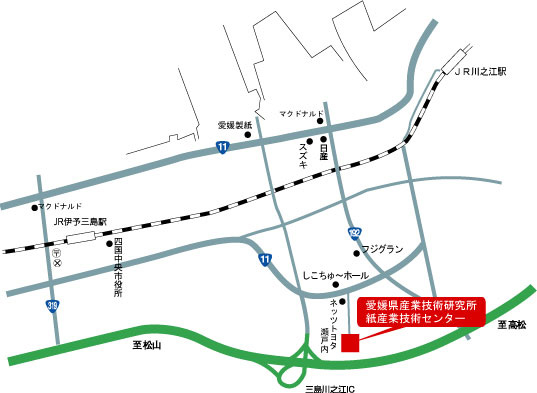 JR川之江駅
マクドナルド
愛媛製紙
11
スズキ
日産
マクドナルド
JR伊予三島駅
四国中央市役所
192
フジグラン
11
しこちゅ〜ホール
319
ネッツトヨタ
瀬戸内
愛媛県産業技術研究所
紙産業技術センター
至高松
至松山
三島川之江IC